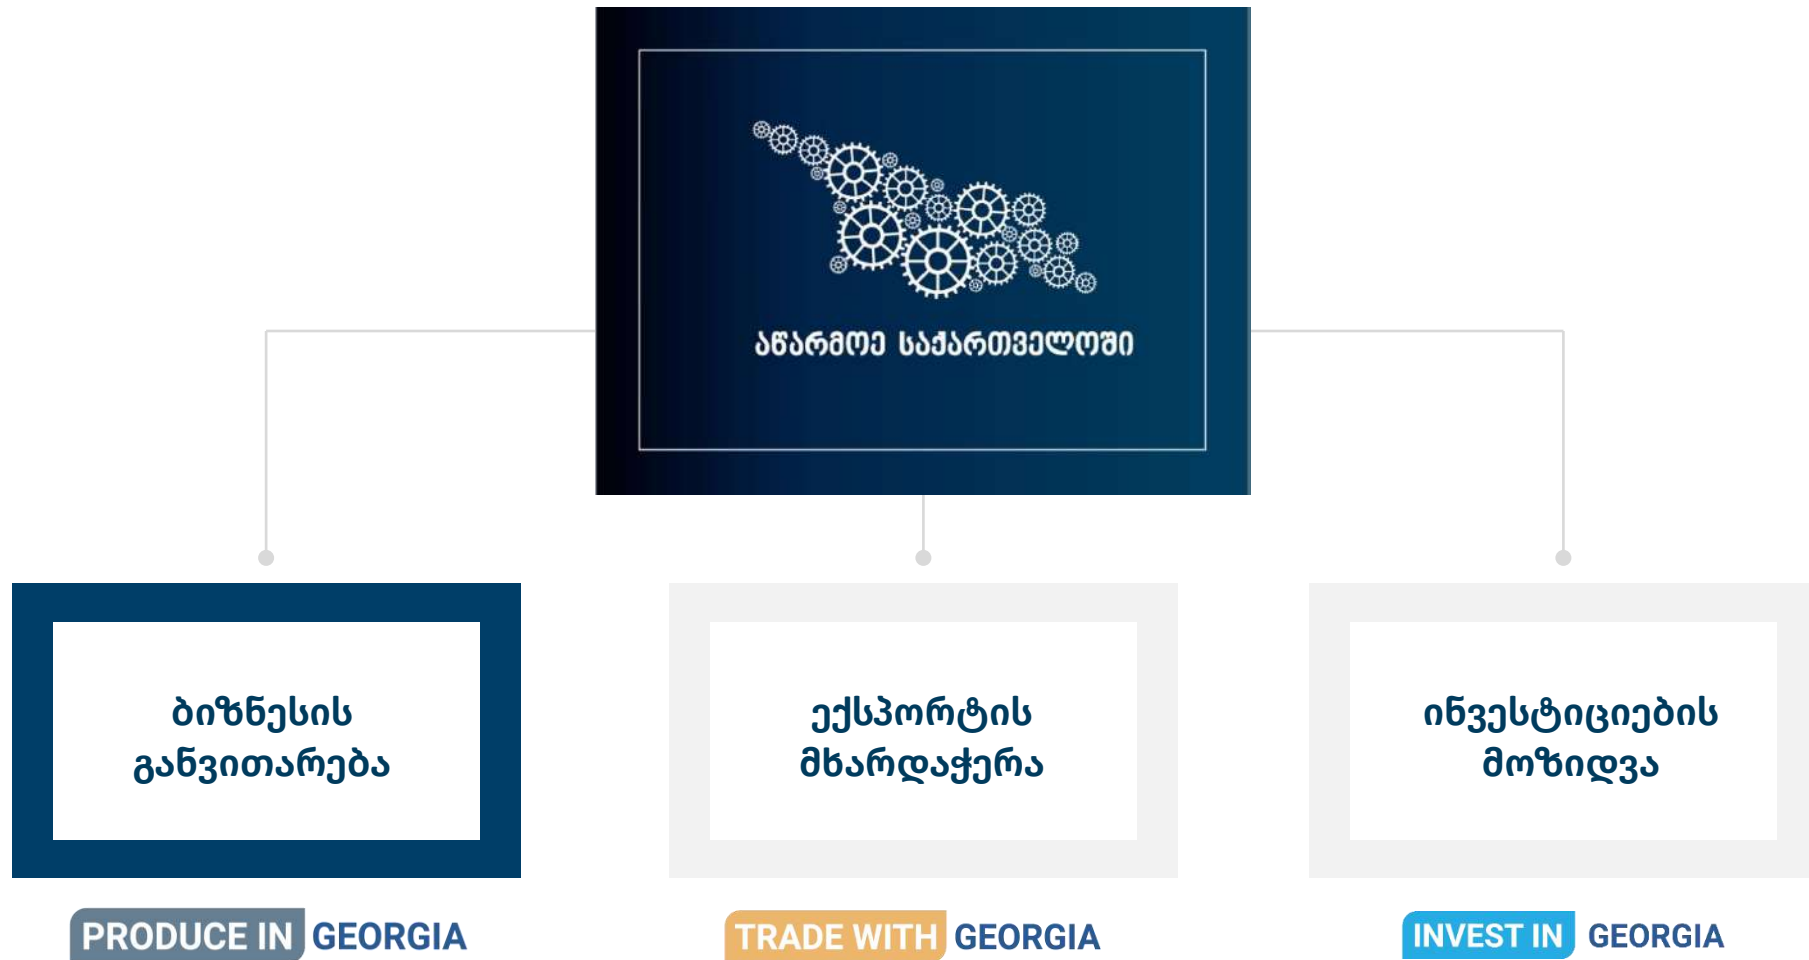 აწარმოე საქართველოში
ბიზნესის
განვითარება
ექსპორტის
მხარდაჭერა
ინვესტიციების
მოზიდვა
PRODUCE IN GEORGIA
TRADE WITH GEORGIA
INVEST IN GEORGIA